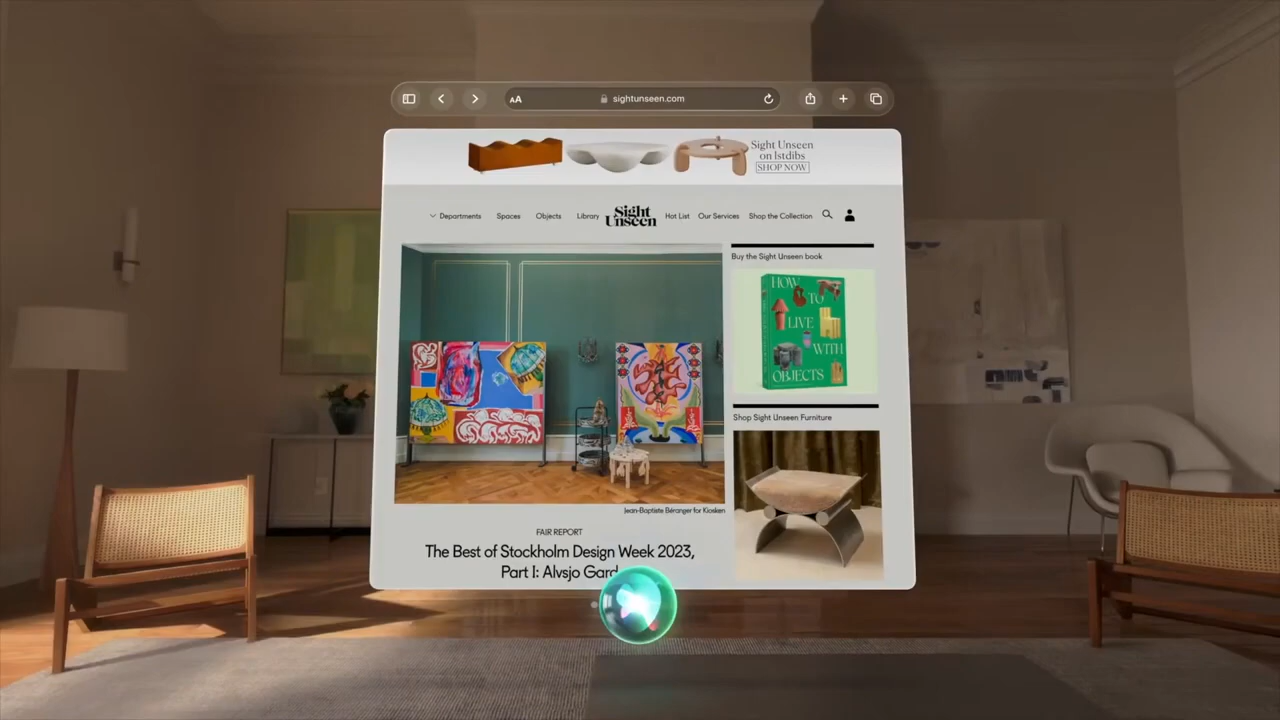 AA
sightunseen.com
Sight Unseen
on 1stdibs
SHOP NOW
Departments Spaces Objects Library Sight Unseen Hot List Our Services Shop the Collection
Buy the Sight Unseen book
HOW
TO
LIVE
WITH
OBJECTS
Shop Sight Unseen Furniture
Jean-Baptiste Béranger for Kiosken
FAIR REPORT
The Best of Stockholm Design Week 2023,
Part I: Alvsjo Gard